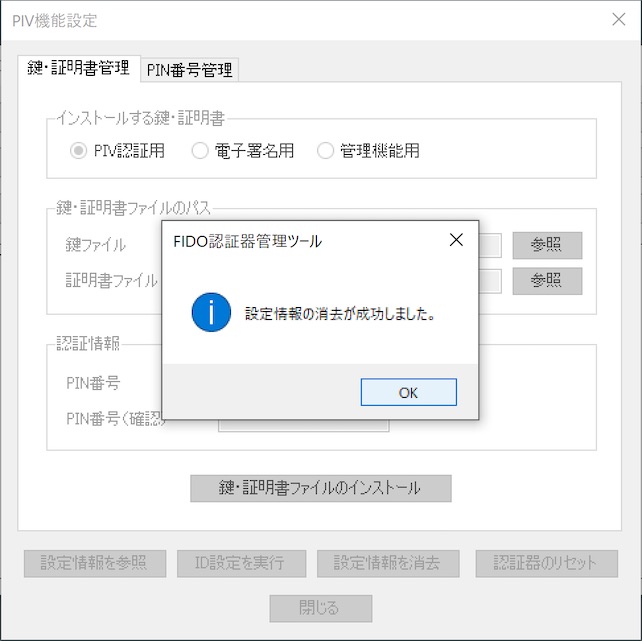 PIV機能設定
鍵・証明書管理
PIN番号管理
インストールする鍵・証明書
PIV認証用
電子署名用
管理機能用
鍵・証明書ファイルのパス
鍵ファイル
参照
証明書ファイル
参照
FIDO認証器管理ツール
設定情報の消去が成功しました。
OK
認証情報
PIN番号
PIN番号(確認)
鍵・証明書ファイルのインストール
設定情報を参照
ID設定を実行
設定情報を消去
認証器のリセット
閉じる